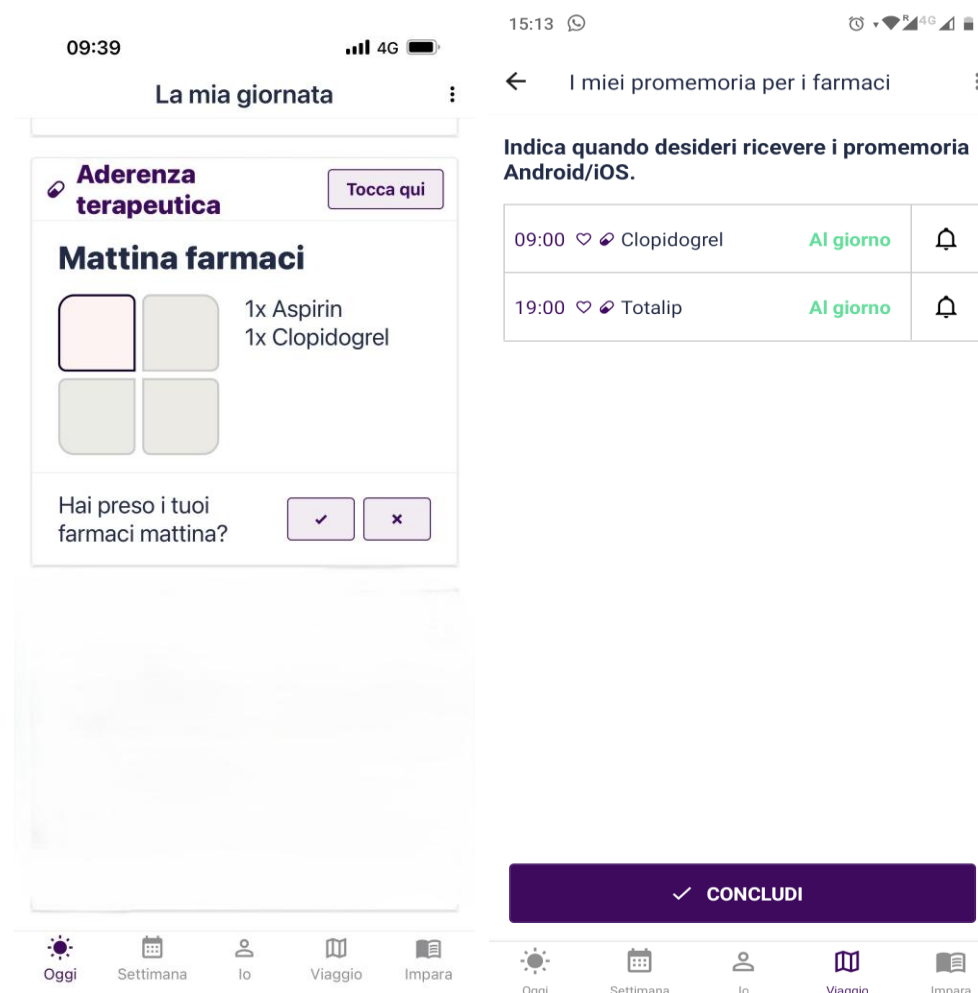 09:39
4G
La mia giornata
Aderenza
terapeutica
Tocca qui
Mattina farmaci
1x Aspirin
1x Clopidogrel
Hai preso i tuoi
farmaci mattina?
Oggi
Settimana
Io
Viaggio
Impara
15:13
R
4G
I miei promemoria per i farmaci
Indica quando desideri ricevere i promemoria
Android/iOS.
09:00 Clopidogrel Al giorno
19:00 Totalip Al giorno
CONCLUDI
Oggi
Settimana
Io
Viaggio
Impara